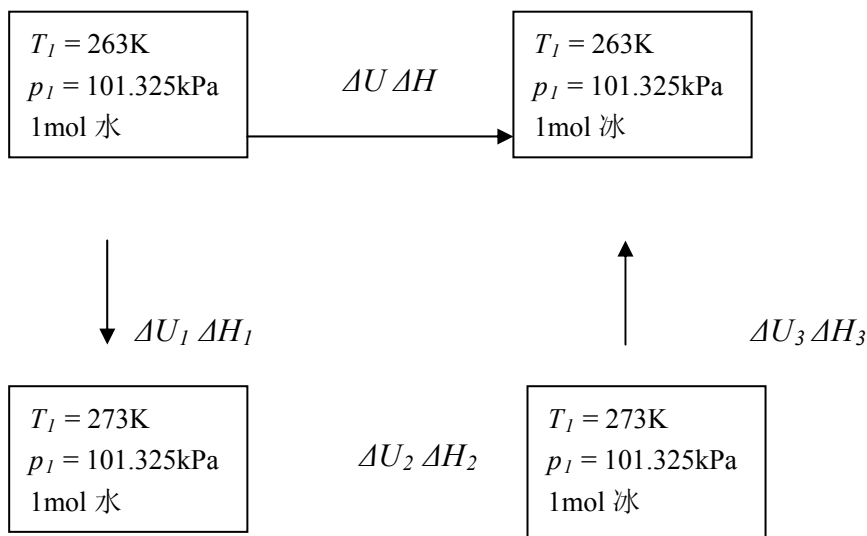 T₁ = 263K
p₁ = 101.325kPa
1mol 水
ΔU ΔH
T₁ = 263K
p₁ = 101.325kPa
1mol 冰
ΔU₁ ΔH₁
ΔU₃ ΔH₃
T₁ = 273K
p₁ = 101.325kPa
1mol 水
ΔU₂ ΔH₂
T₁ = 273K
p₁ = 101.325kPa
1mol 冰